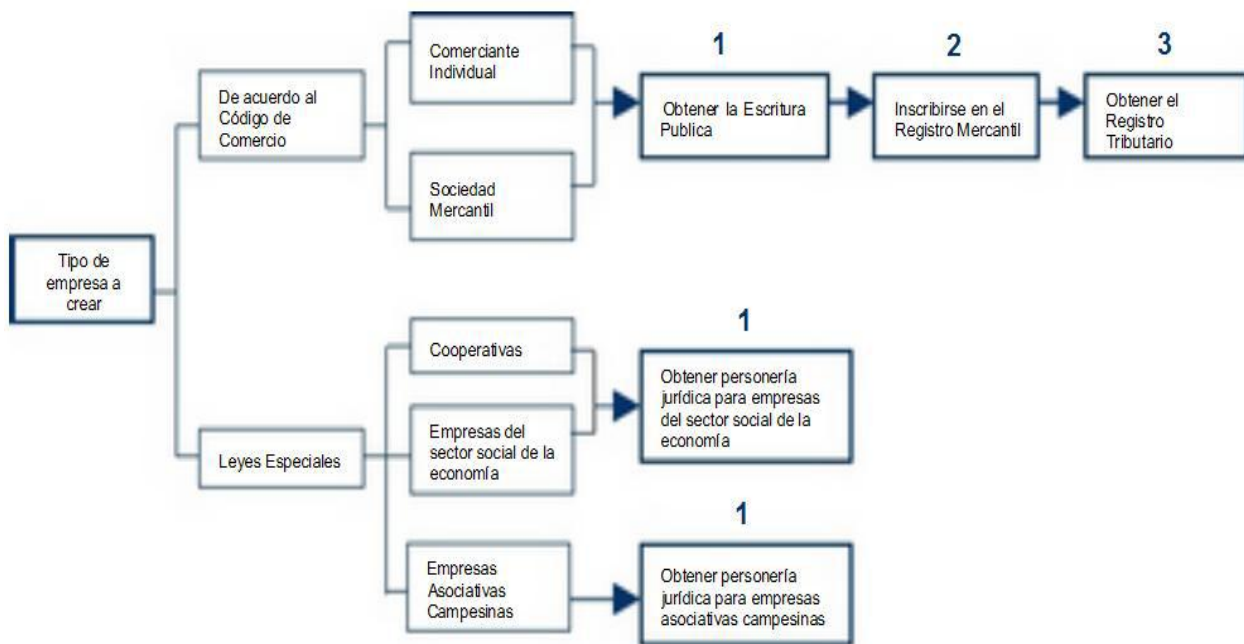 1
2
3
Comerciante
Individual
De acuerdo al
Código de
Comercio
Obtener la Escritura
Publica
Inscribirse en el
Registro Mercantil
Obtener el
Registro
Tributario
Sociedad
Mercantil
Tipo de
empresa a
crear
1
Cooperativas
Obtener personería
jurídica para empresas
del sector social de la
economía
Leyes Especiales
Empresas del
sector social de la
economía
1
Empresas
Asociativas
Campesinas
Obtener personería
jurídica para empresas
asociativas campesinas